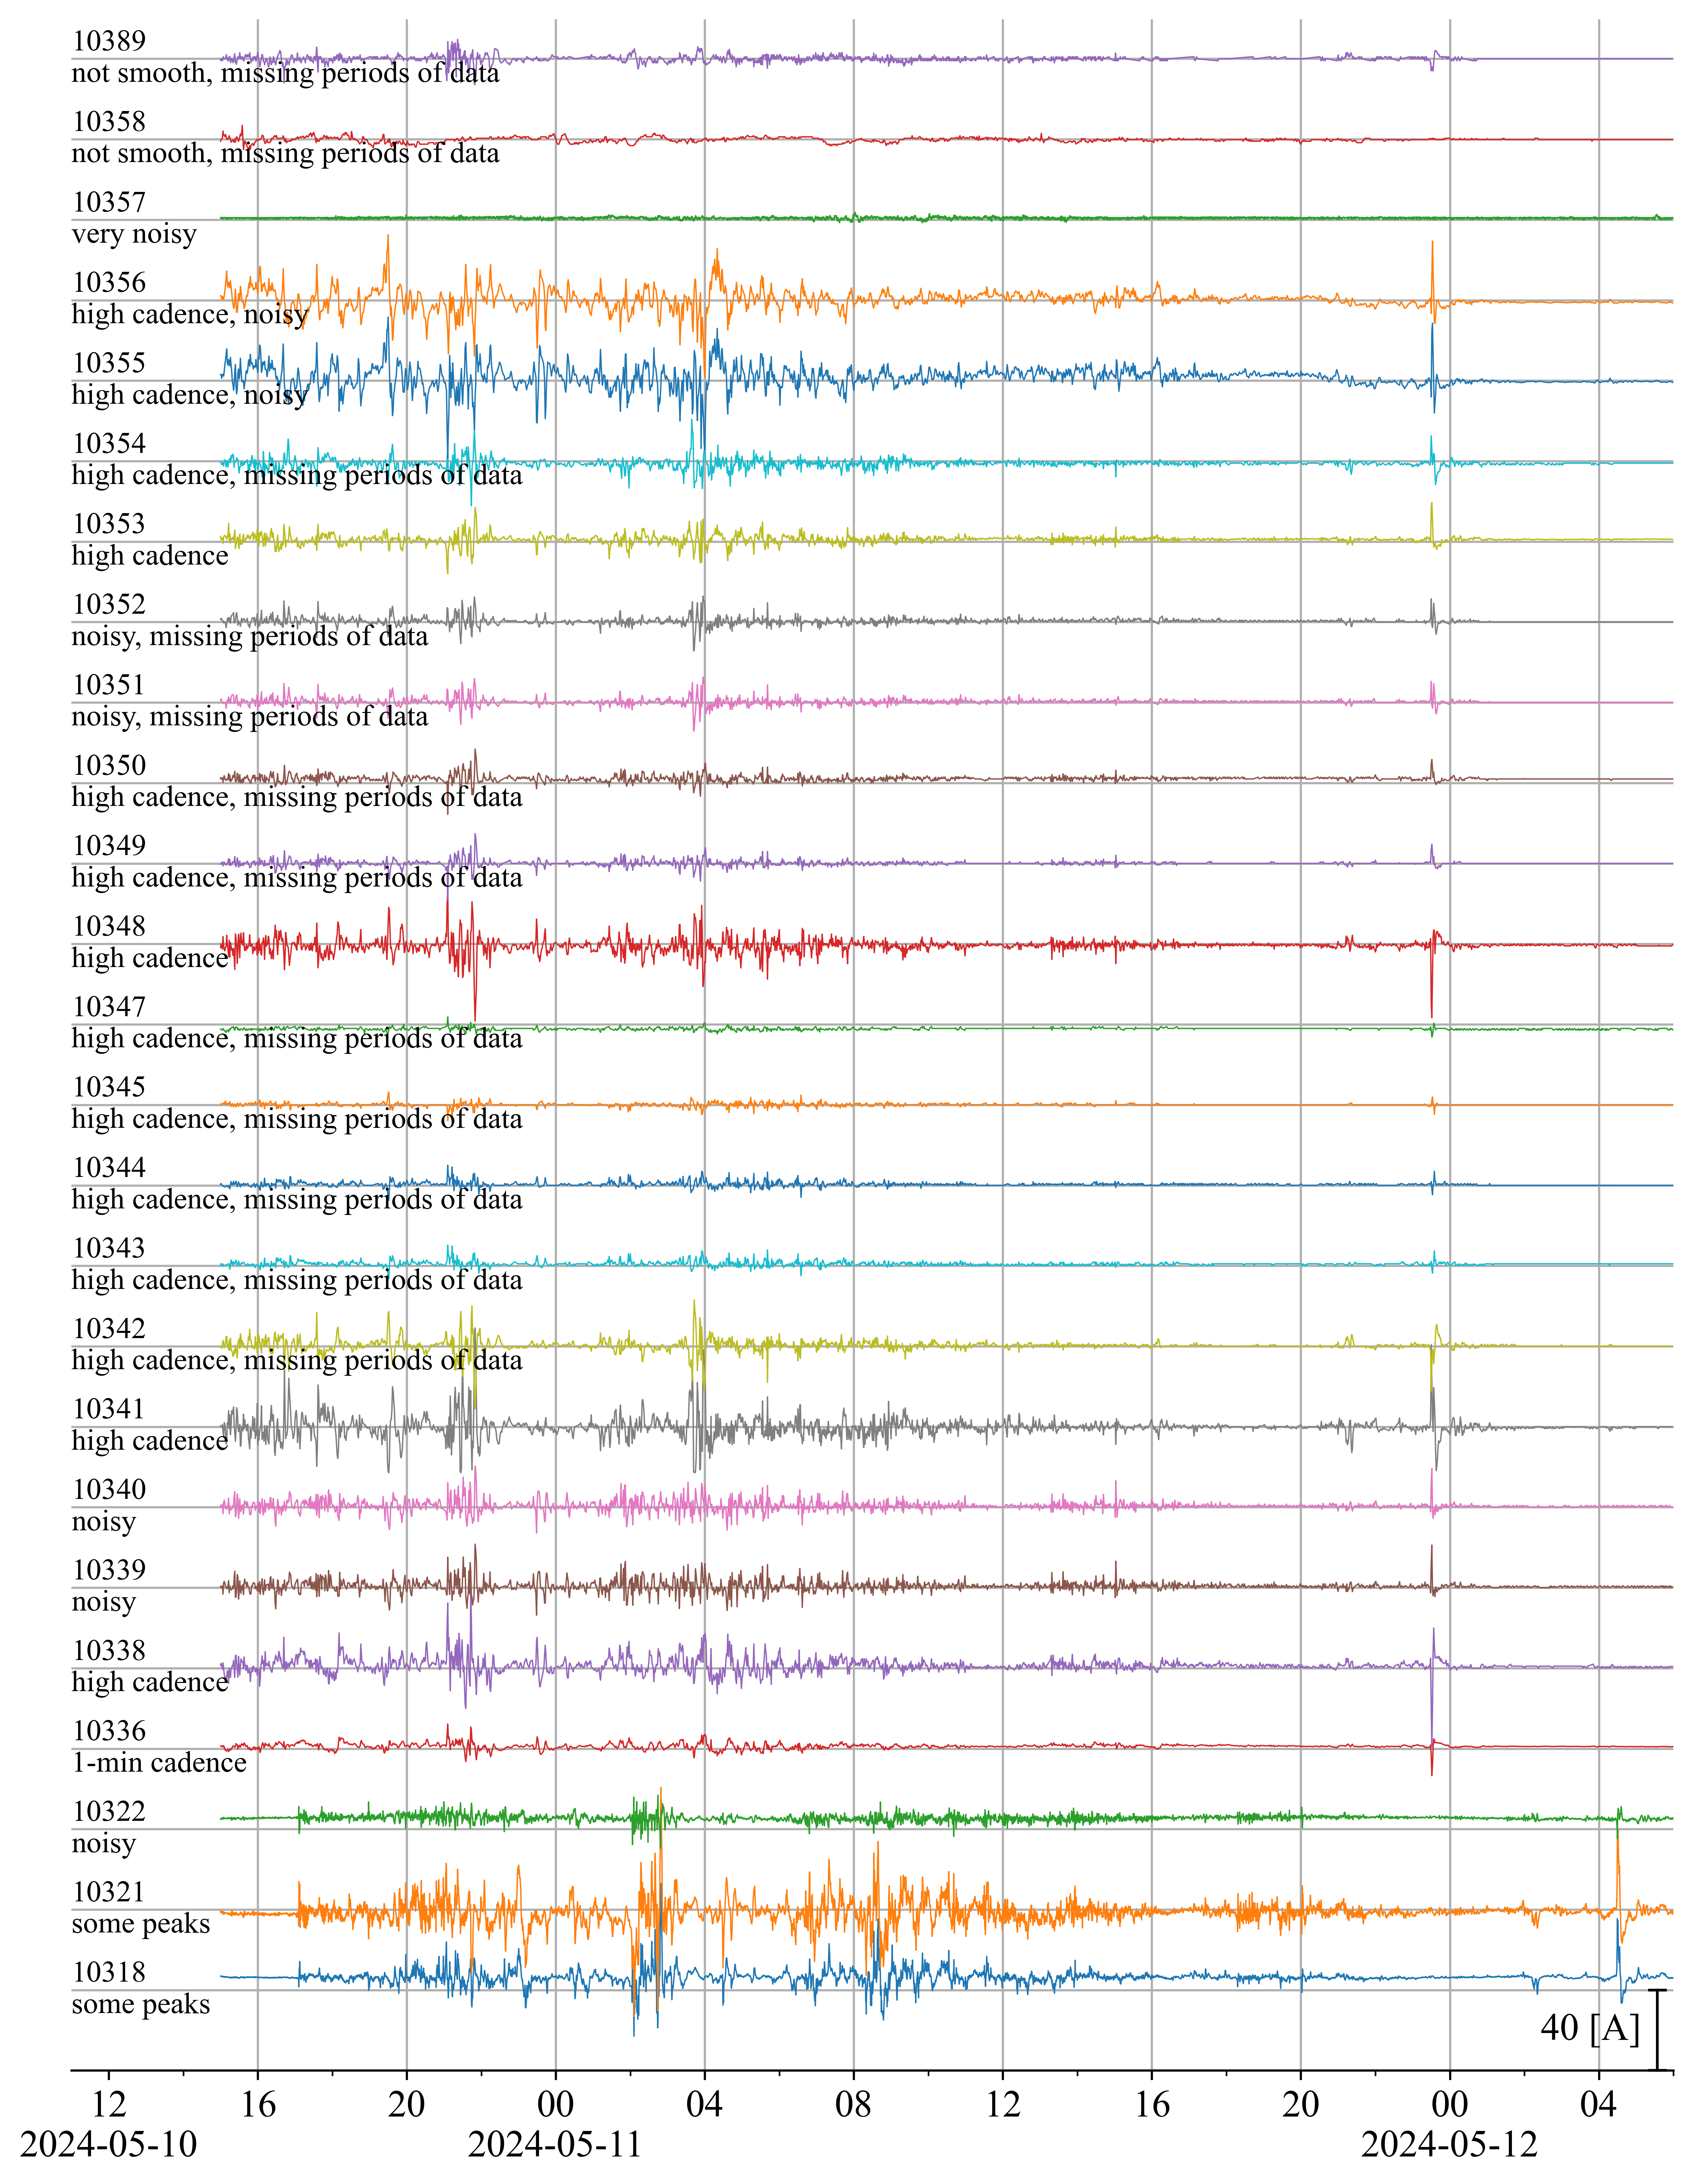 10389
not smooth, missing periods of data
10358
not smooth, missing periods of data
10357
very noisy
10356
high cadence, noisy
10355
high cadence, noisy
10354
high cadence, missing periods of data
10353
high cadence
10352
noisy, missing periods of data
10351
noisy, missing periods of data
10350
high cadence, missing periods of data
10349
high cadence, missing periods of data
10348
high cadence
10347
high cadence, missing periods of data
10345
high cadence, missing periods of data
10344
high cadence, missing periods of data
10343
high cadence, missing periods of data
10342
high cadence, missing periods of data
10341
high cadence
10340
noisy
10339
noisy
10338
high cadence
10336
1-min cadence
10322
noisy
10321
some peaks
10318
some peaks
40 [A]
12 16 20 00 04 08 12 16 20 00 04
2024-05-10 2024-05-11 2024-05-12